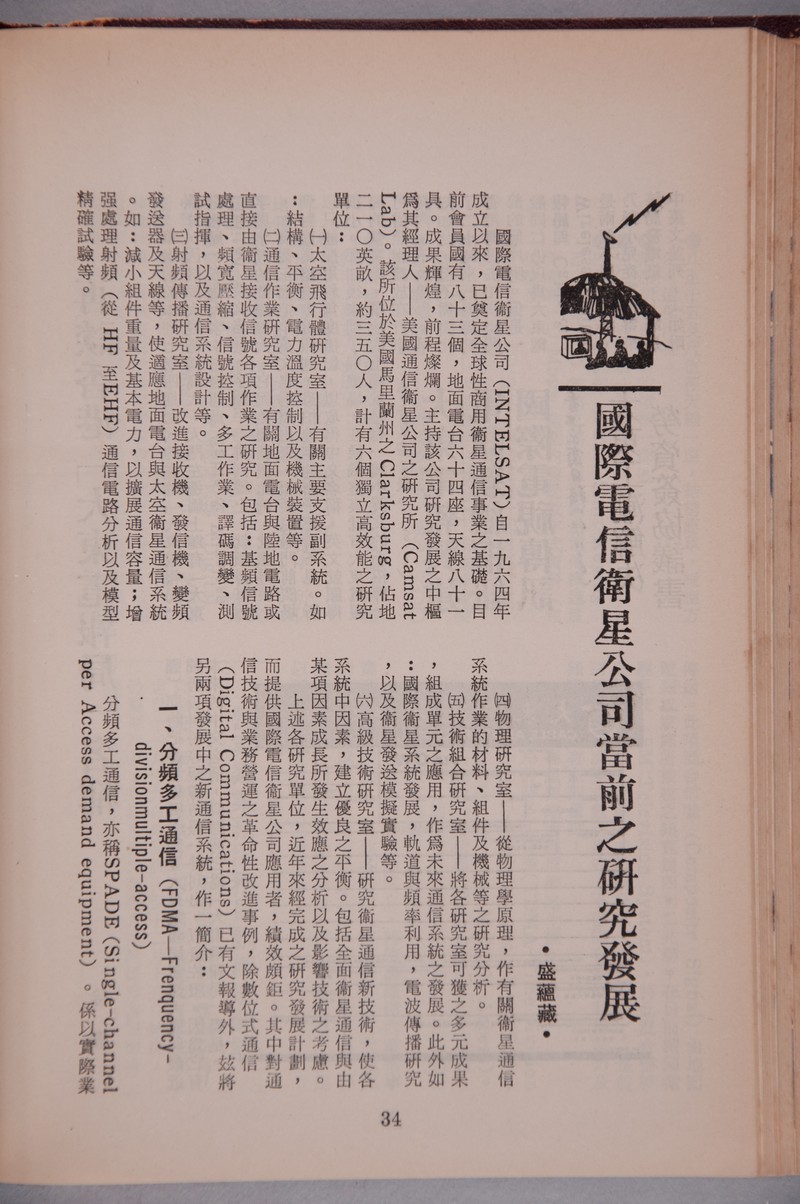 國際電信衛星公司當前之研究發展
•盛蘊藏•
國際電信衛星公司（INTELSAT）自一九六四年
成立以來，已奠定全球性商用衛星通信事業之基礎。目
前會員國有八十三個，地面電台六十四座，天線八十一
具。成果輝煌，前程燦爛。主持該公司研究發展之中樞
爲其經理人——美國通信衞星公司之研究所（Camsat
Lab）。該所位於美國馬里蘭州之Clarksburg，佔地
二一〇英畝，約三五〇人，計有六個獨立高效能之研究
單位：
㈠太空飛行體研究室——有關主要支援副系統。如
：結構、平衡、電力溫度控制以及機械裝置等。
㈡通信作業研究室——有關地面電台與陸地電路或
直接由衞星接收信號各項作業之研究。包括：基頻信號
處理、頻寬壓縮、信號控制、多工作業、譯碼調變、測
試指揮，以及通信系統設計等。
㈢射頻傳播研究室——改進接收機、發信機、變頻
發送器及天線等，使適應地面電台與太空衞星通信系統
。如：減小組件重量及基本電力，以擴展通信容量；增
强處理射頻（從 HF 至EHF）通信電路分析以及模型
精確試驗等。
㈣物理研究室——從物理學原理，作有關衞星通信
系統作業的材料、組件及機械等之研究分析。
㈤技術組合研究室——將各研究室可獲之多元成果
，組成單元之應用，作爲未來通信系統之發展。此外如
：國際衞星系統發展，軌道與頻率利用，電波傳播研究
，以及衞星發送模擬實驗等。
㈥高級技術研究室——研究衞星通信新技術，使各
系統中因素，建立優良之平衡。包括全面衞星通信與由
某項因素成長所發生效應之分析以及影響技術之考慮。
上述各研究單位，近年來經完成之研究發展計劃，
而提供國際電信衞星公司應用者，績效頗鉅。其中對通
信技術與業務營運之革命性改進事例，除數位式通信
（Digital Communications）已有文報導外，玆將
另兩項發展中之新通信系統，作一簡介：
一、分頻多工通信（FDMA—Frenquency-
divisionmultiple-access）
分頻多工通信，亦稱SPADE（Single-channel
per Access demand equipment）。係以實際業
34